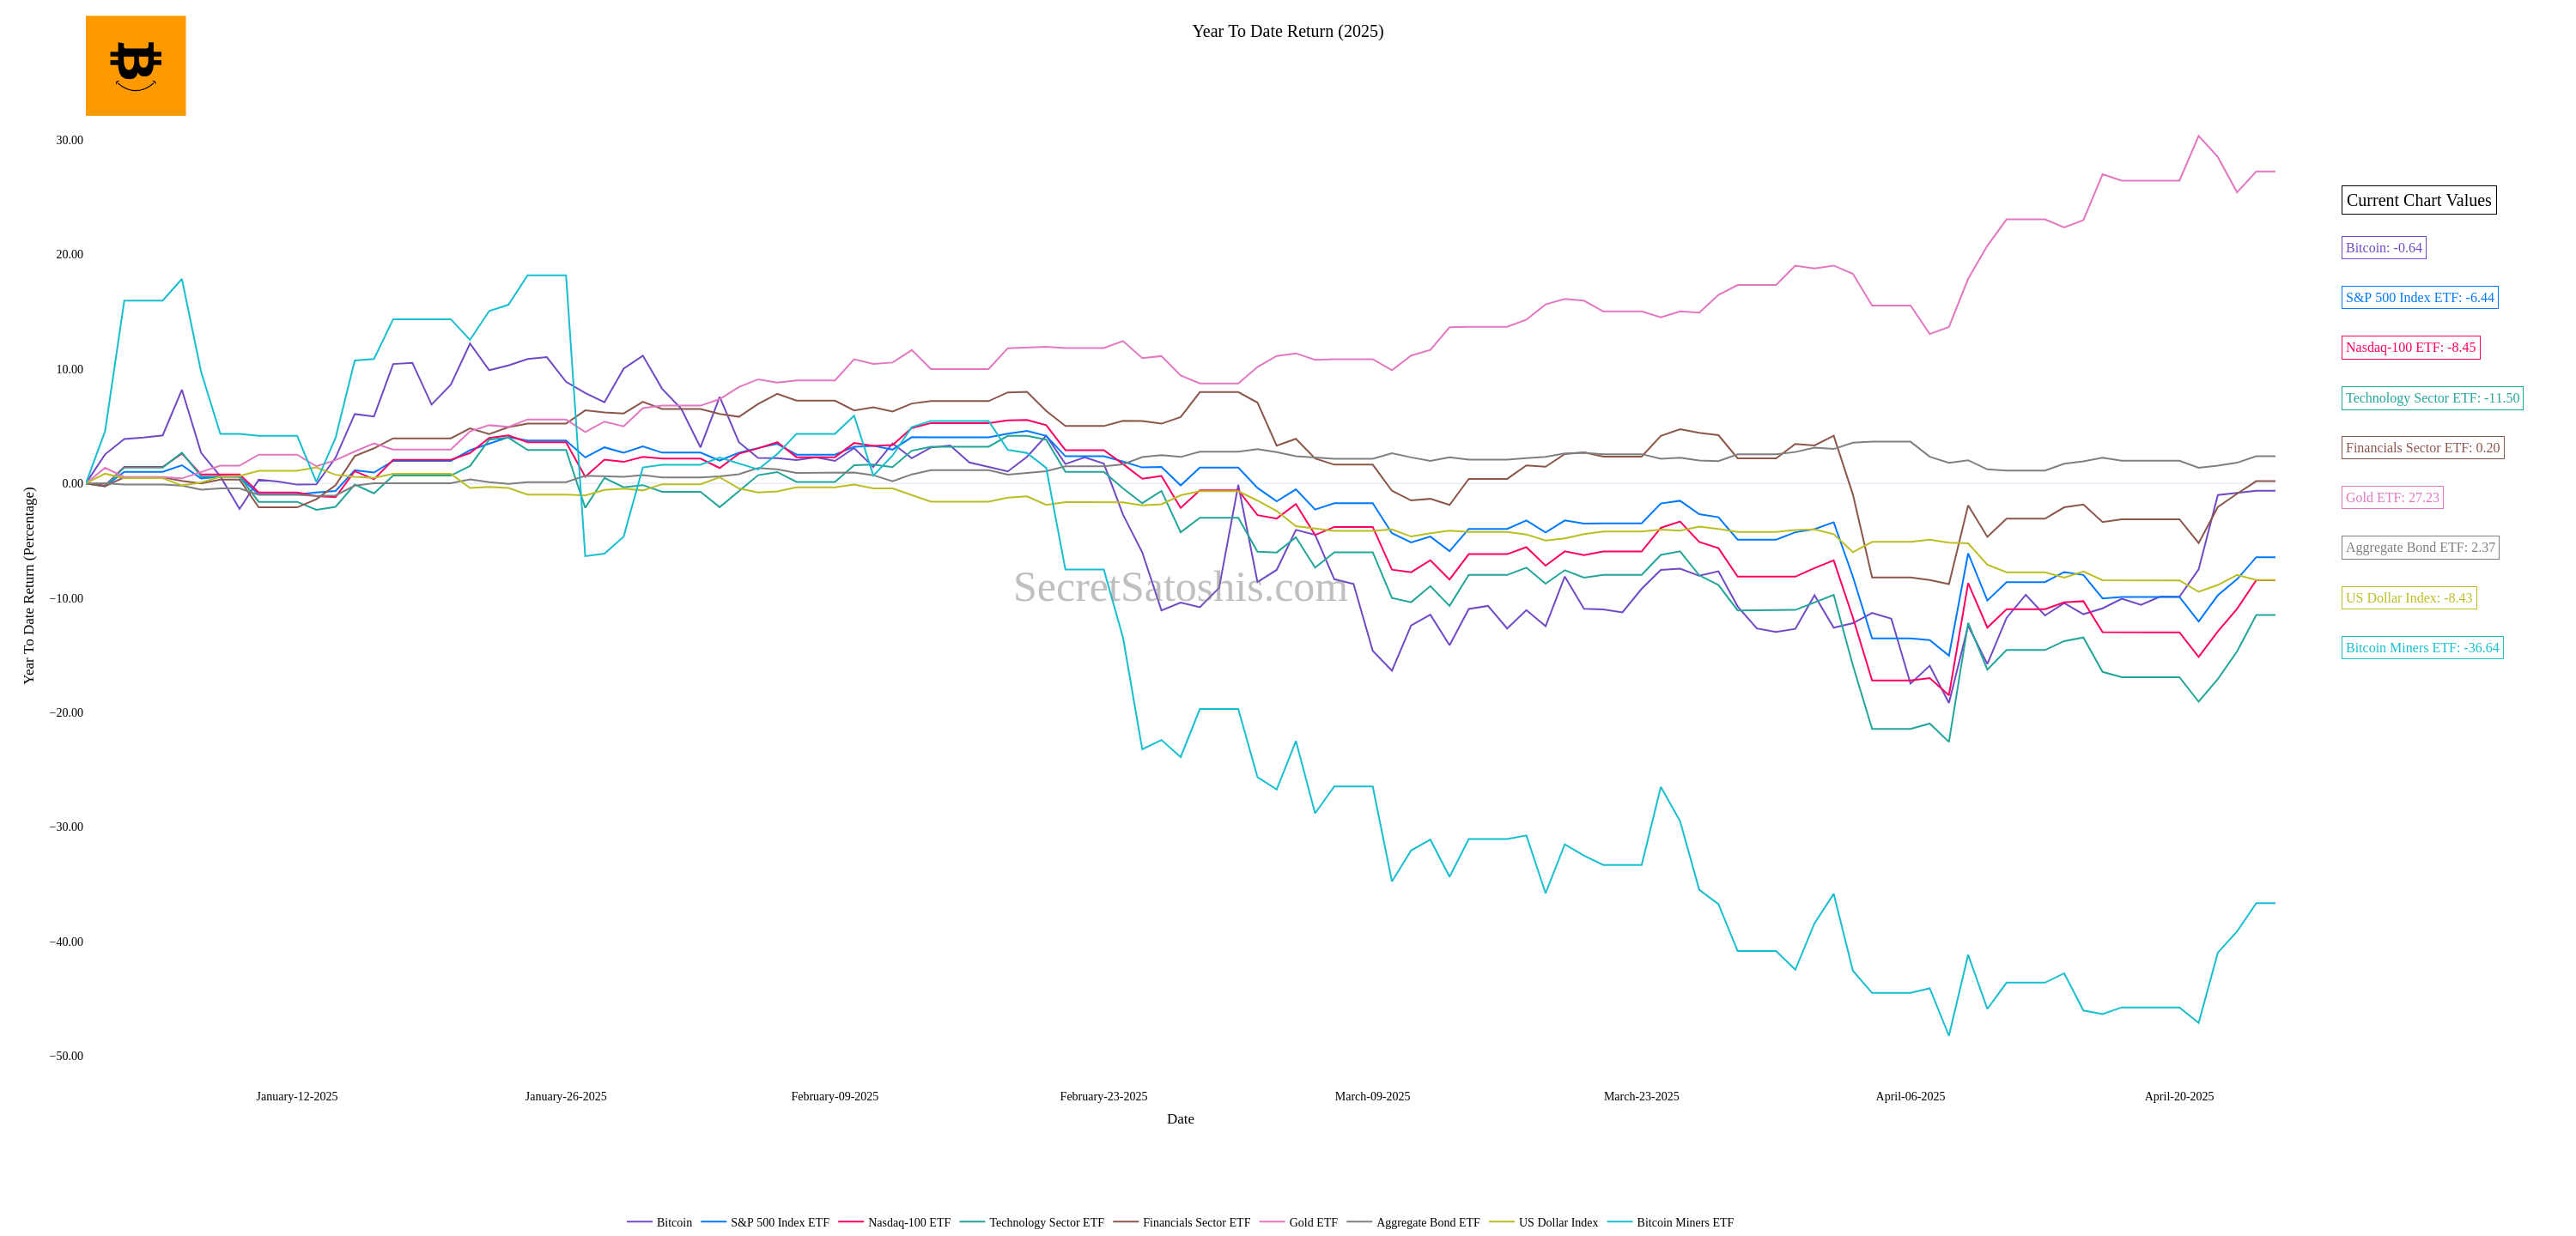 Year To Date Return (2025)
30.00
20.00
10.00
0.00
−10.00
−20.00
−30.00
−40.00
−50.00
Year To Date Return (Percentage)
SecretSatoshis.com
January-12-2025
January-26-2025
February-09-2025
February-23-2025
March-09-2025
March-23-2025
April-06-2025
April-20-2025
Date
Current Chart Values
Bitcoin: -0.64
S&P 500 Index ETF: -6.44
Nasdaq-100 ETF: -8.45
Technology Sector ETF: -11.50
Financials Sector ETF: 0.20
Gold ETF: 27.23
Aggregate Bond ETF: 2.37
US Dollar Index: -8.43
Bitcoin Miners ETF: -36.64
Bitcoin S&P 500 Index ETF Nasdaq-100 ETF Technology Sector ETF Financials Sector ETF Gold ETF Aggregate Bond ETF US Dollar Index Bitcoin Miners ETF